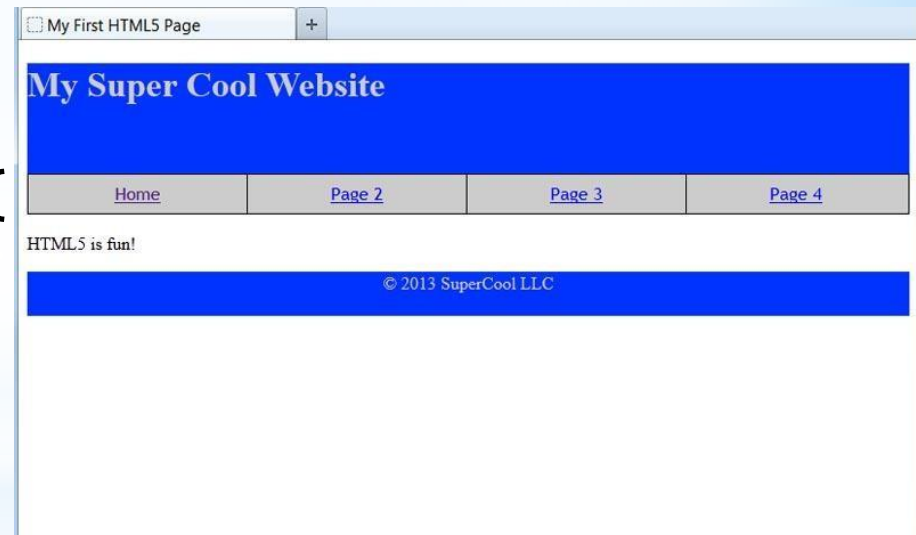 My First HTML5 Page
My Super Cool Website
Home Page 2 Page 3 Page 4
HTML5 is fun!
© 2013 SuperCool LLC